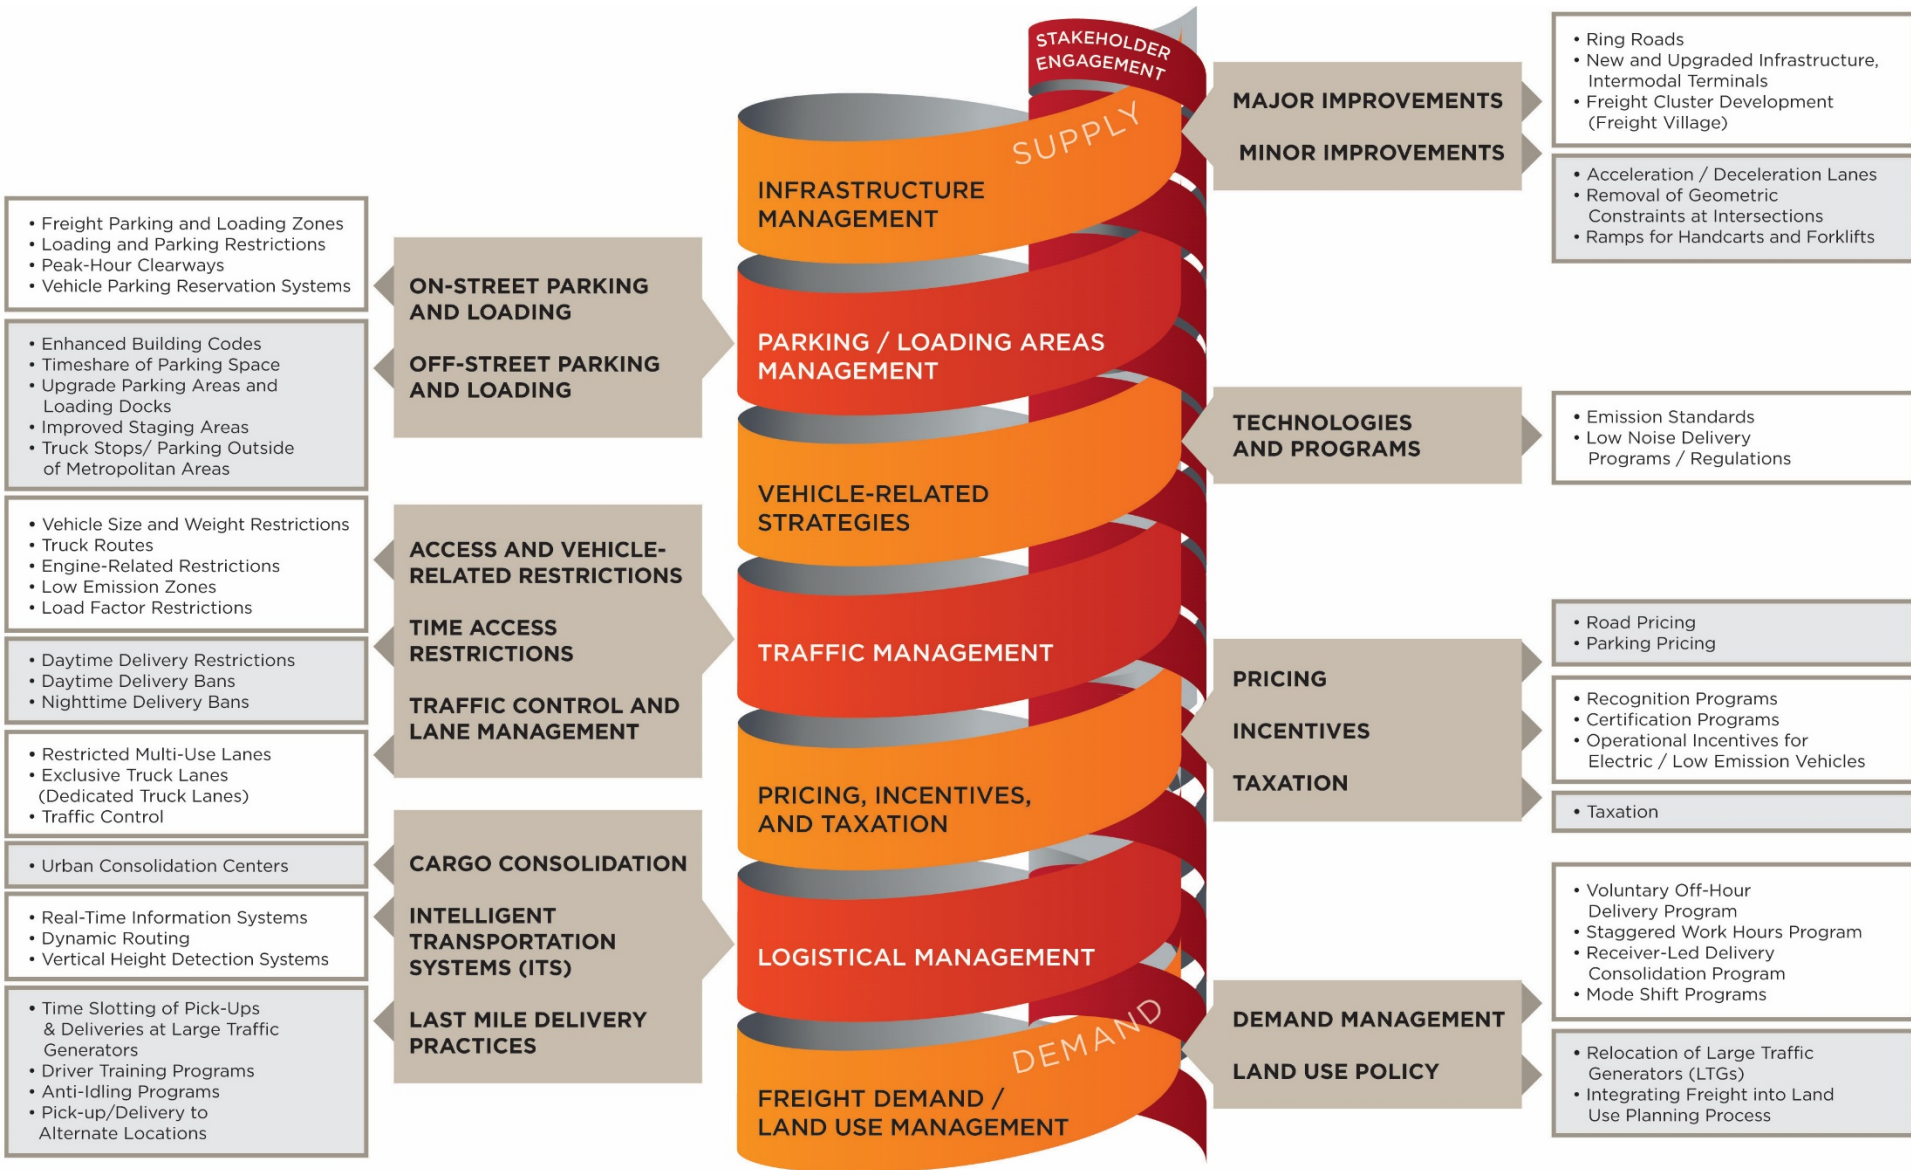 STAKEHOLDER
ENGAGEMENT
SUPPLY
INFRASTRUCTURE
MANAGEMENT
MAJOR IMPROVEMENTS
MINOR IMPROVEMENTS
• Ring Roads
• New and Upgraded Infrastructure,
Intermodal Terminals
• Freight Cluster Development
(Freight Village)
• Acceleration / Deceleration Lanes
• Removal of Geometric
Constraints at Intersections
• Ramps for Handcarts and Forklifts
• Freight Parking and Loading Zones
• Loading and Parking Restrictions
• Peak-Hour Clearways
• Vehicle Parking Reservation Systems
• Enhanced Building Codes
• Timeshare of Parking Space
• Upgrade Parking Areas and
Loading Docks
• Improved Staging Areas
• Truck Stops/ Parking Outside
of Metropolitan Areas
ON-STREET PARKING
AND LOADING
OFF-STREET PARKING
AND LOADING
PARKING / LOADING AREAS
MANAGEMENT
VEHICLE-RELATED
STRATEGIES
TECHNOLOGIES
AND PROGRAMS
• Emission Standards
• Low Noise Delivery
Programs / Regulations
• Vehicle Size and Weight Restrictions
• Truck Routes
• Engine-Related Restrictions
• Low Emission Zones
• Load Factor Restrictions
• Daytime Delivery Restrictions
• Daytime Delivery Bans
• Nighttime Delivery Bans
• Restricted Multi-Use Lanes
• Exclusive Truck Lanes
(Dedicated Truck Lanes)
• Traffic Control
ACCESS AND VEHICLE-
RELATED RESTRICTIONS
TIME ACCESS
RESTRICTIONS
TRAFFIC CONTROL AND
LANE MANAGEMENT
TRAFFIC MANAGEMENT
PRICING, INCENTIVES,
AND TAXATION
PRICING
INCENTIVES
TAXATION
• Road Pricing
• Parking Pricing
• Recognition Programs
• Certification Programs
• Operational Incentives for
Electric / Low Emission Vehicles
• Taxation
• Urban Consolidation Centers
• Real-Time Information Systems
• Dynamic Routing
• Vertical Height Detection Systems
• Time Slotting of Pick-Ups
& Deliveries at Large Traffic
Generators
• Driver Training Programs
• Anti-Idling Programs
• Pick-up/Delivery to
Alternate Locations
CARGO CONSOLIDATION
INTELLIGENT
TRANSPORTATION
SYSTEMS (ITS)
LAST MILE DELIVERY
PRACTICES
LOGISTICAL MANAGEMENT
DEMAND
FREIGHT DEMAND /
LAND USE MANAGEMENT
DEMAND MANAGEMENT
LAND USE POLICY
• Voluntary Off-Hour
Delivery Program
• Staggered Work Hours Program
• Receiver-Led Delivery
Consolidation Program
• Mode Shift Programs
• Relocation of Large Traffic
Generators (LTGs)
• Integrating Freight into Land
Use Planning Process